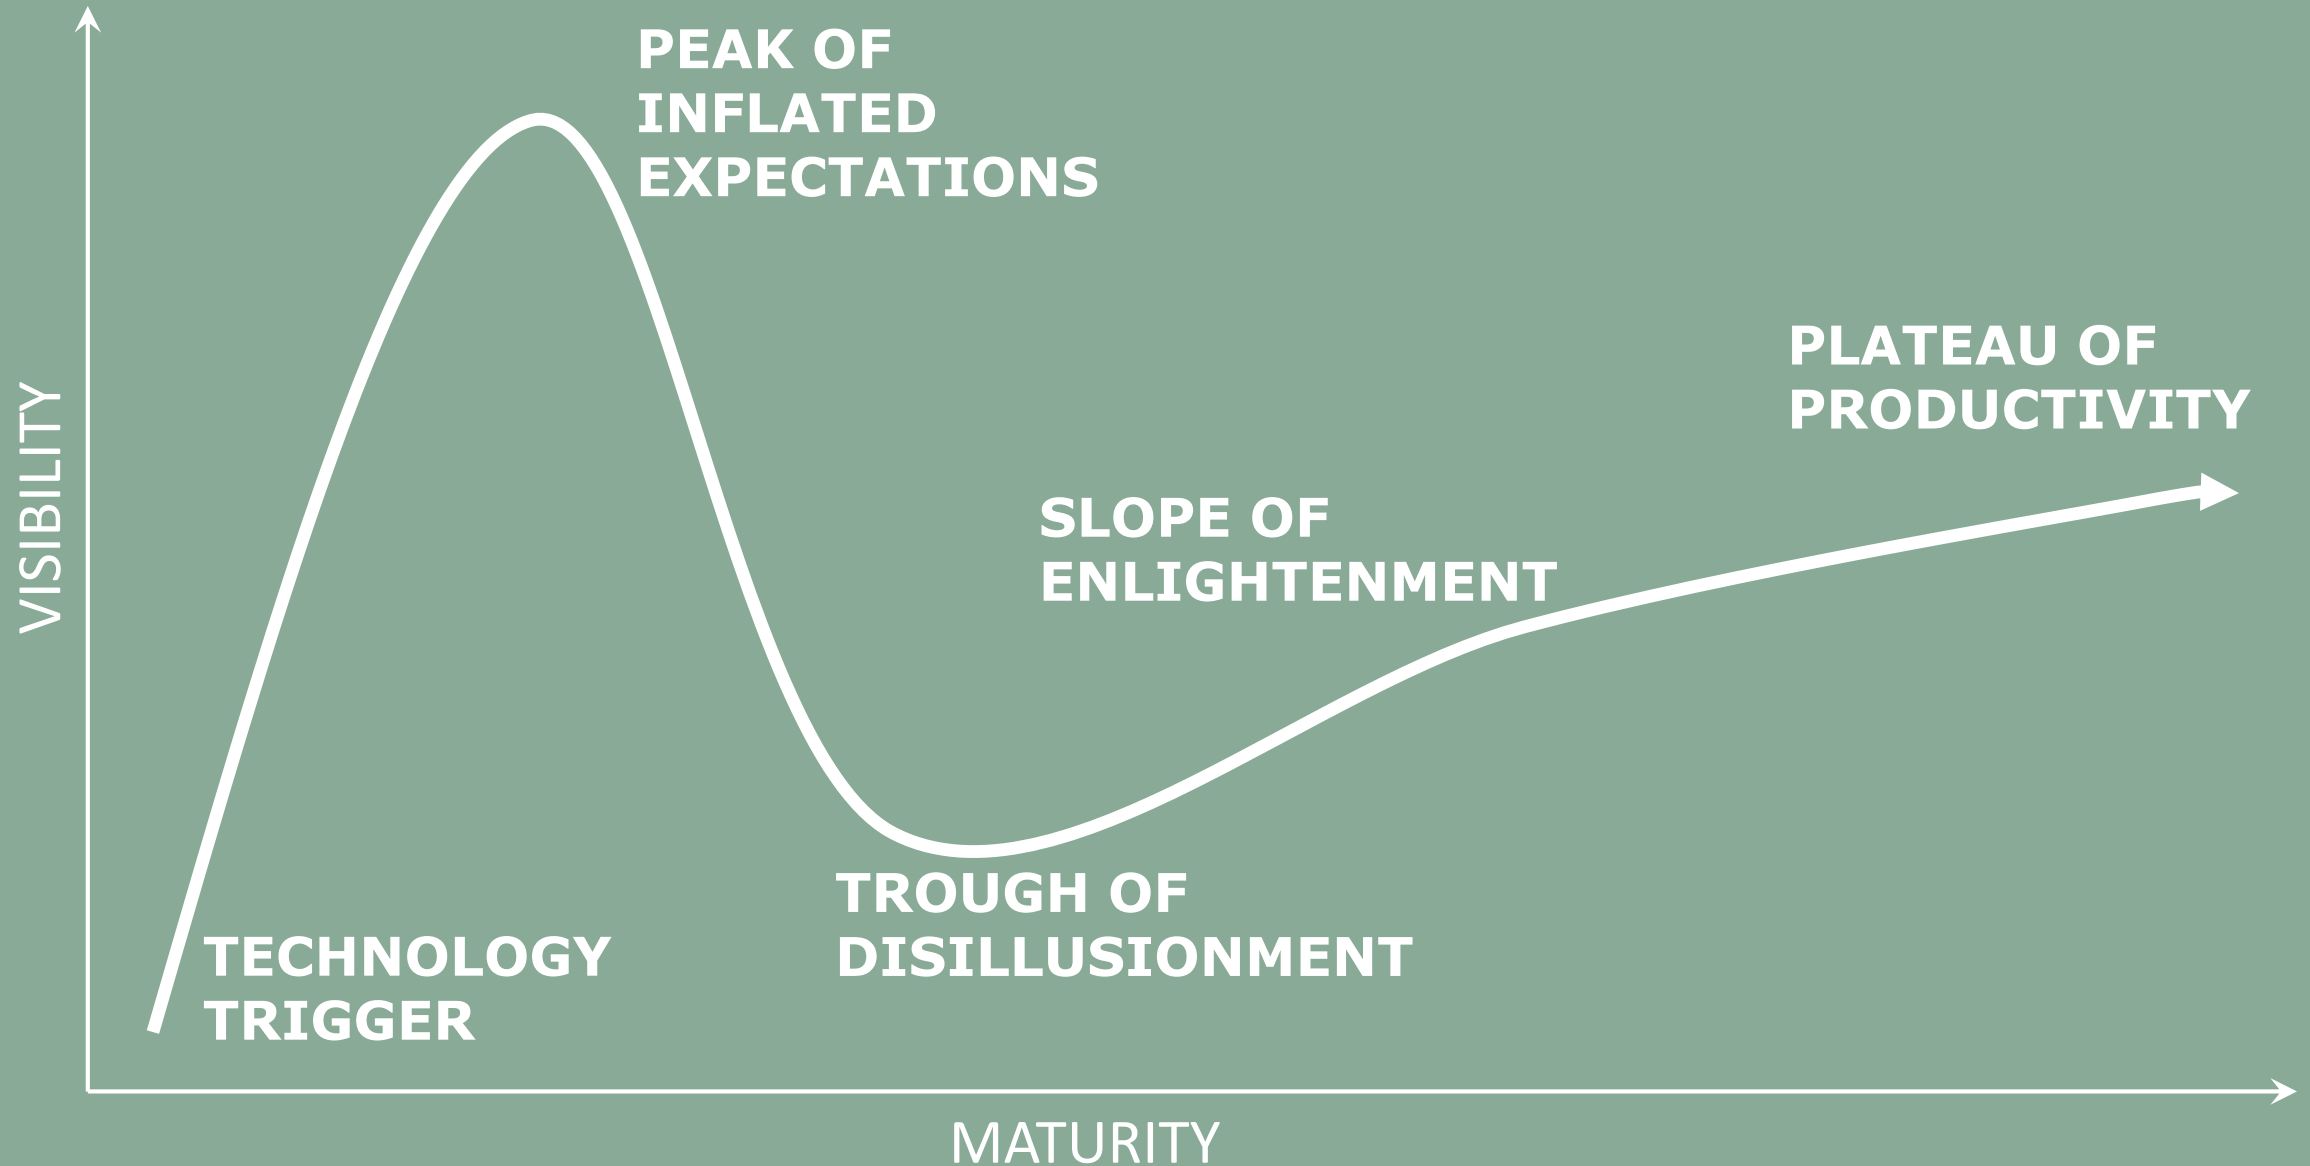 PEAK OF
INFLATED
EXPECTATIONS
PLATEAU OF
PRODUCTIVITY
SLOPE OF
ENLIGHTENMENT
VISIBILITY
TROUGH OF
DISILLUSIONMENT
TECHNOLOGY
TRIGGER
MATURITY